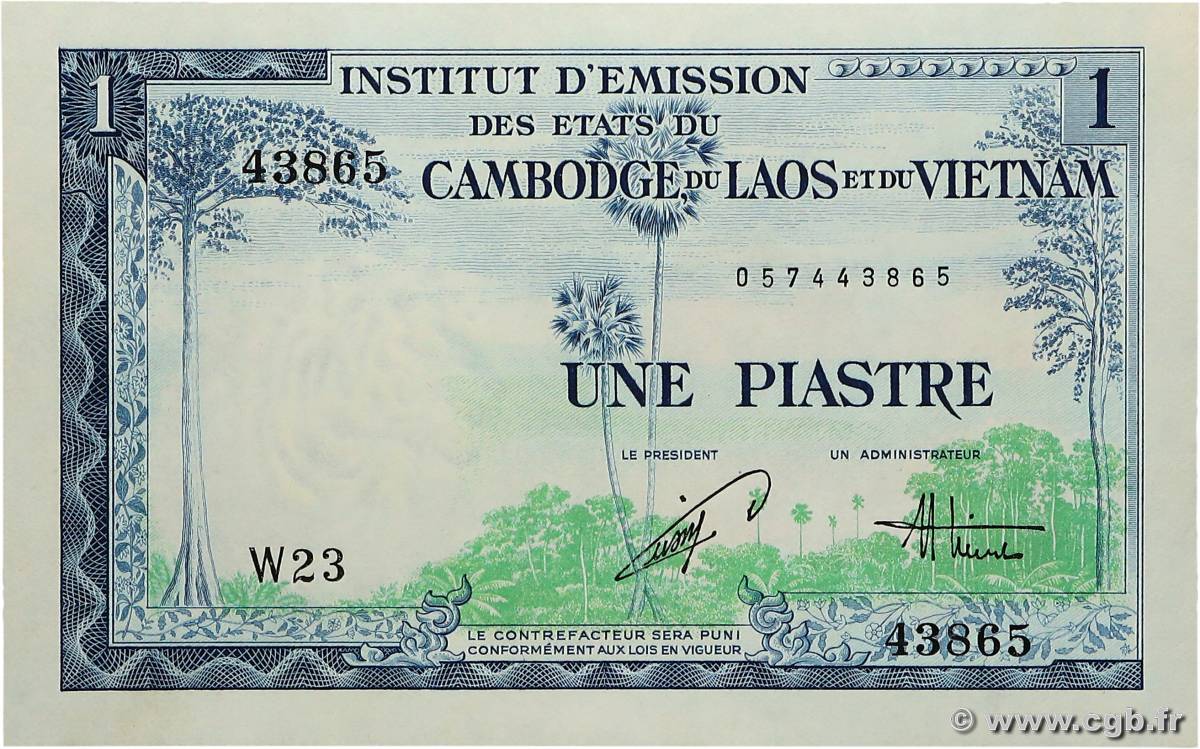 1
INSTITUT D'EMISSION
1
DES ETATS DU
43865
CAMBODGE, DU LAOS ET DU VIETNAM
057443865
UNE PIASTRE
LE PRESIDENT
UN ADMINISTRATEUR
W23
LE CONTREFACTEUR SERA PUNI
CONFORMÉMENT AUX LOIS EN VIGUEUR
43865
© www.cgb.fr